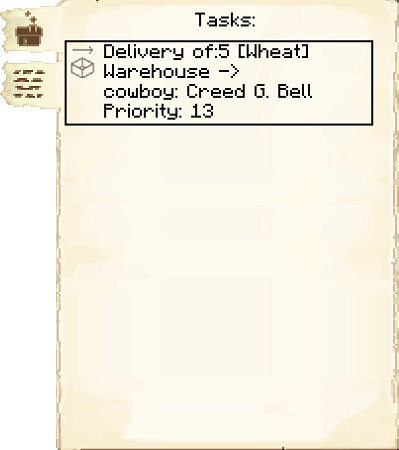 Tasks:
Delivery of:5 [Wheat]
Warehouse ->
cowboy: Creed G. Bell
Priority: 13